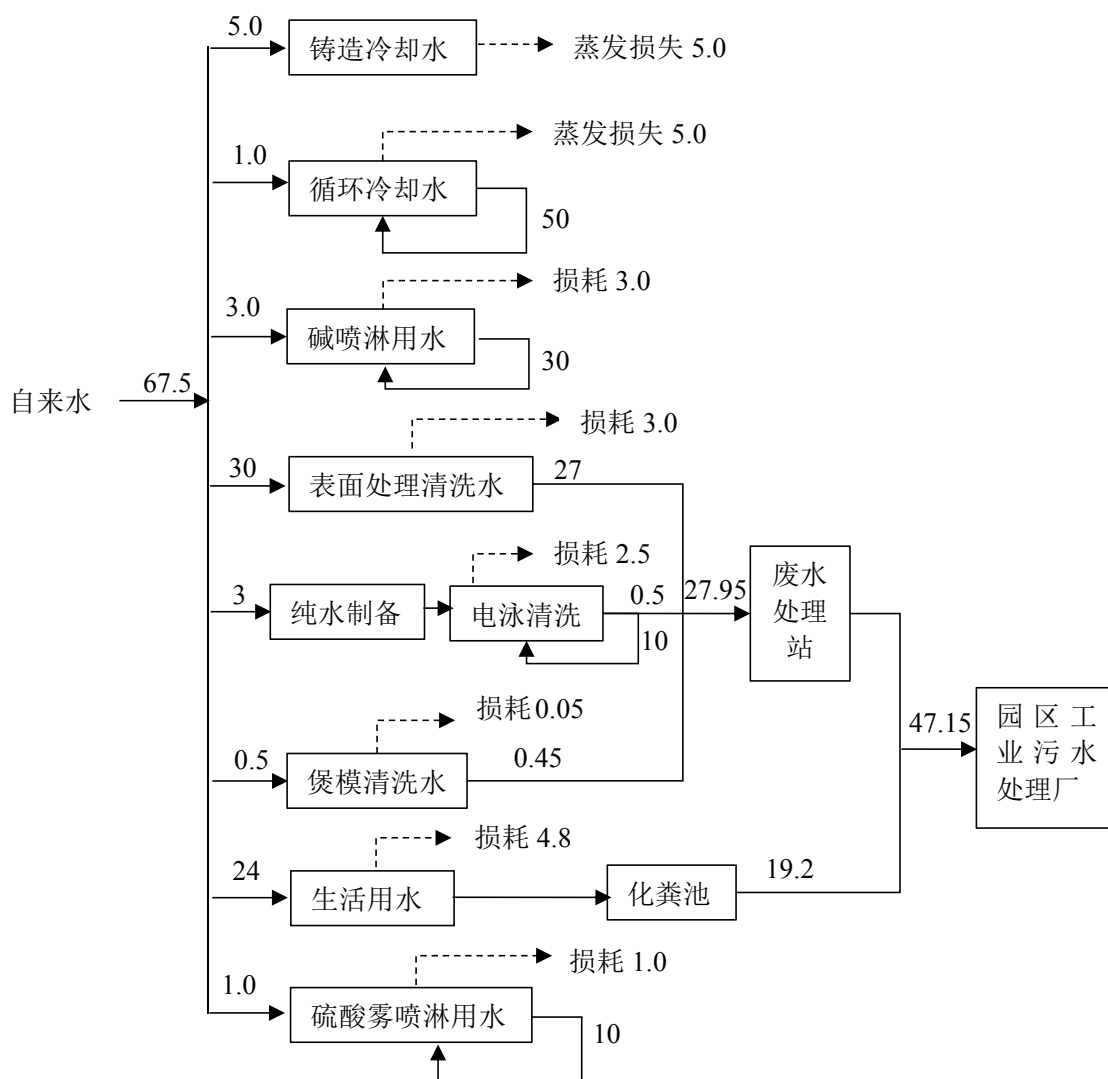 5.0
铸造冷却水
蒸发损失 5.0
蒸发损失 5.0
1.0
循环冷却水
50
损耗 3.0
3.0
碱喷淋用水
30
自来水
67.5
损耗 3.0
30
表面处理清洗水
27
损耗 2.5
3
纯水制备
电泳清洗
0.5
10
27.95
废水
处理
站
损耗 0.05
0.5
煲模清洗水
0.45
47.15
园区工
业污水
处理厂
损耗 4.8
24
生活用水
化粪池
19.2
损耗 1.0
1.0
硫酸雾喷淋用水
10